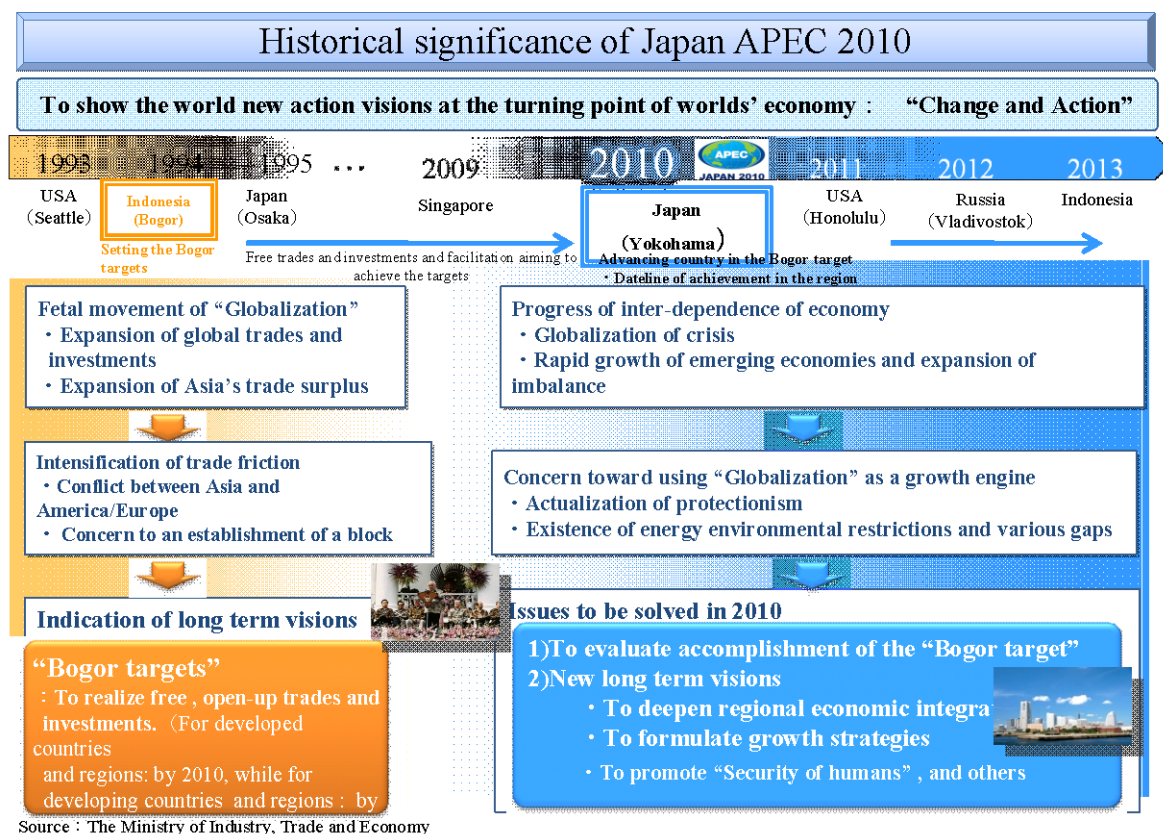 Historical significance of Japan APEC 2010
To show the world new action visions at the turning point of worlds’ economy： “Change and Action”
1993 1994 1995 … 2009 2010 APEC JAPAN 2010 2011 2012 2013
USA
（Seattle）
Indonesia
（Bogor）
Japan
（Osaka）
Singapore
Japan
（Yokohama）
USA
（Honolulu）
Russia
（Vladivostok）
Indonesia
Setting the Bogor
targets
Free trades and investments and facilitation aiming to
achieve the targets
Advancing country in the Bogor target
・Dateline of achievement in the region
Fetal movement of “Globalization”
・Expansion of global trades and
investments
・Expansion of Asia’s trade surplus
Intensification of trade friction
・Conflict between Asia and
America/Europe
・ Concern to an establishment of a block
Indication of long term visions
“Bogor targets”
：To realize free , open-up trades and
investments.（For developed
countries
and regions: by 2010, while for
developing countries and regions : by
Progress of inter-dependence of economy
・Globalization of crisis
・Rapid growth of emerging economies and expansion of
imbalance
Concern toward using “Globalization” as a growth engine
・Actualization of protectionism
・Existence of energy environmental restrictions and various gaps
Issues to be solved in 2010
1)To evaluate accomplishment of the “Bogor target”
2)New long term visions
・To deepen regional economic integra
・To formulate growth strategies
・To promote “Security of humans” , and others
Source：The Ministry of Industry, Trade and Economy